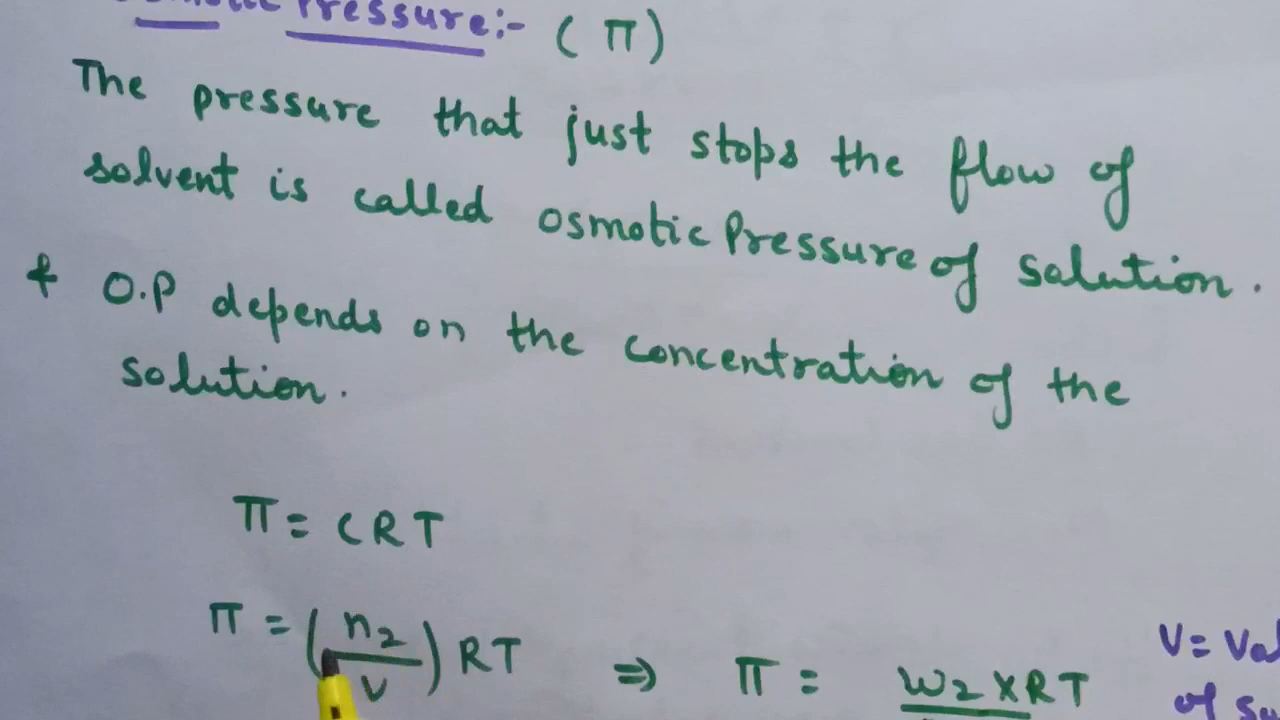 Pressure:- (π)
The pressure that just stops the flow of
solvent is called osmotic Pressure of solution.
& O.P depends on the concentration of the
solution.
π = CRT
π = (n₂/V) RT ⇒ π = W₂ X RT
V =
of